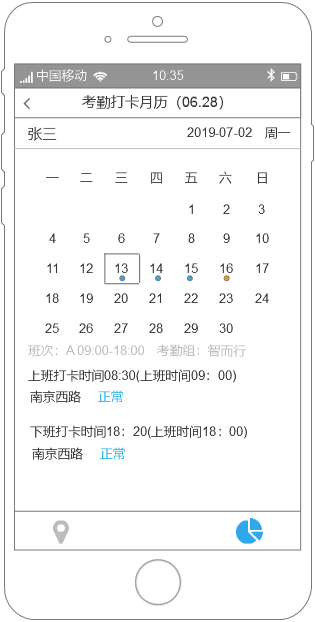 中国移动 10:35
考勤打卡月历（06.28）
张三 2019-07-02 周一
一 二 三 四 五 六 日
1 2 3
4 5 6 7 8 9 10
11 12 13 14 15 16 17
18 19 20 21 22 23 24
25 26 27 28 29 30
班次：A 09:00-18:00 考勤组：智而行
上班打卡时间08:30(上班时间09：00)
南京西路 正常
下班打卡时间18：20(上班时间18：00)
南京西路 正常